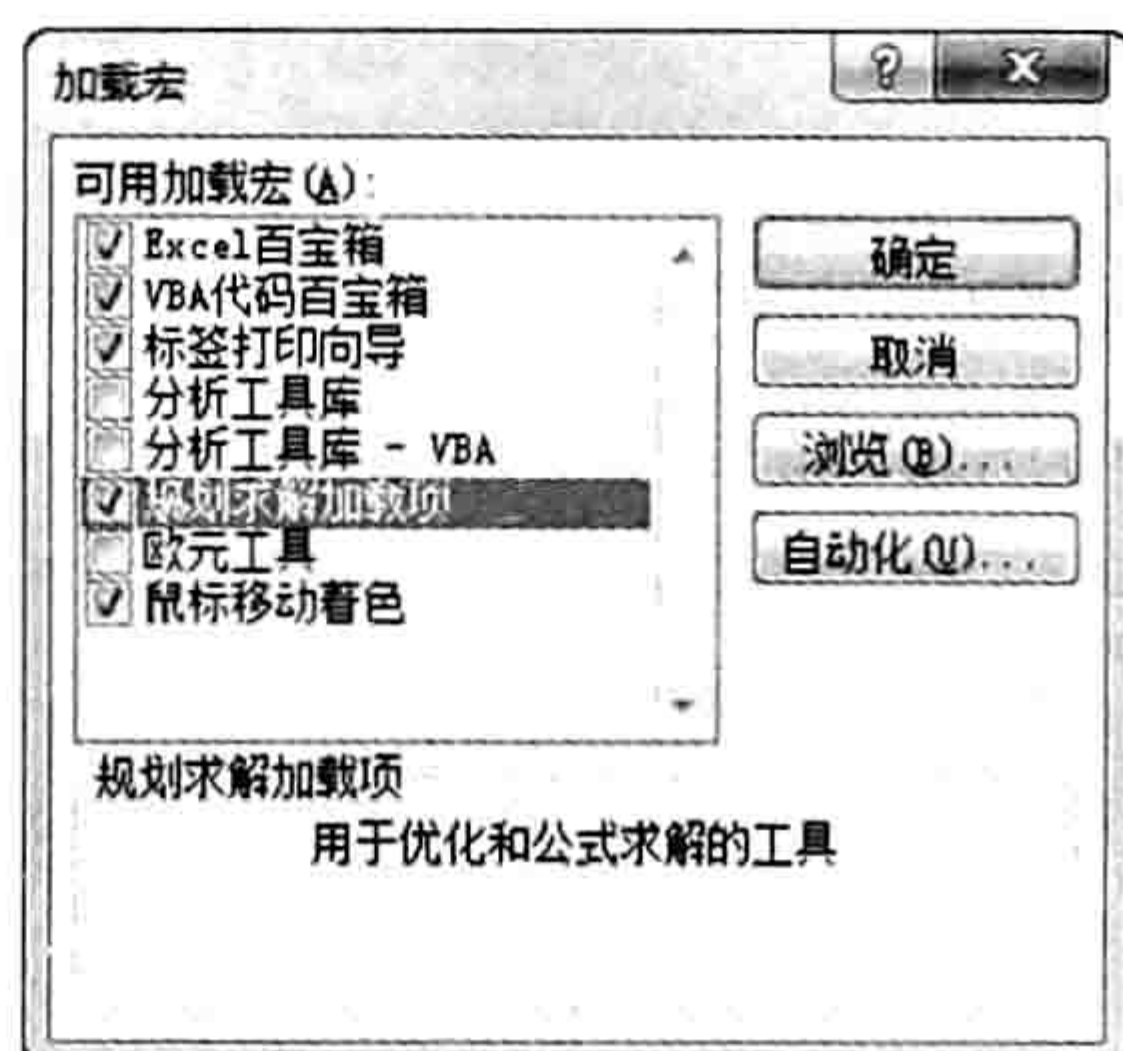 加载宏
可用加载宏(A):
Excel百宝箱
VBA代码百宝箱
标签打印向导
分析工具库
分析工具库 - VBA
规划求解加载项
欧元工具
鼠标移动着色
确定
取消
浏览(B)...
自动化(U)...
规划求解加载项
用于优化和公式求解的工具